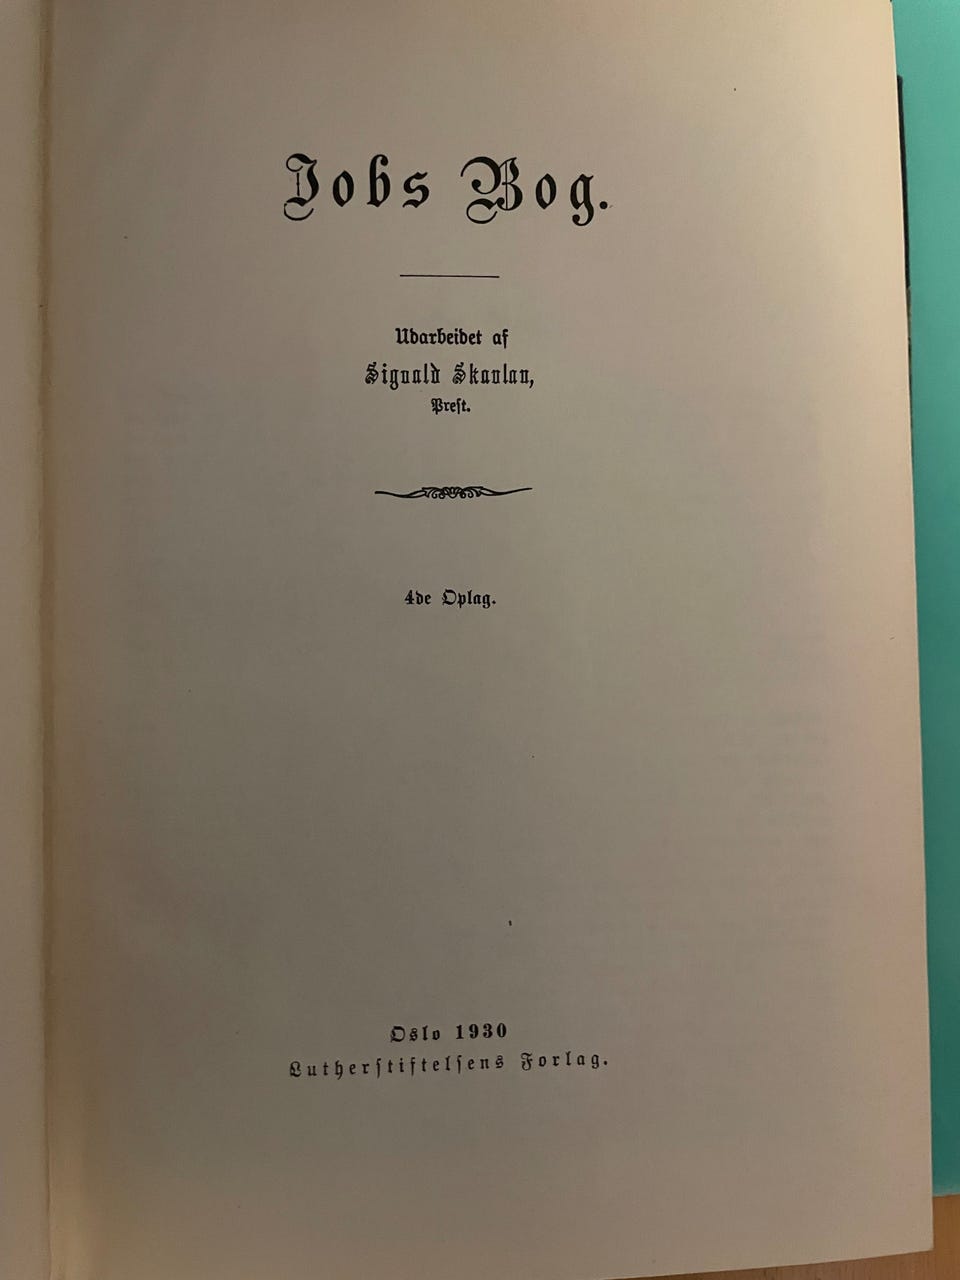 Jobs Bog.
Udarbeidet af
Sigvald Skavlan,
Prest.
4de Oplag.
Oslo 1930
Lutherstiftelsens Forlag.